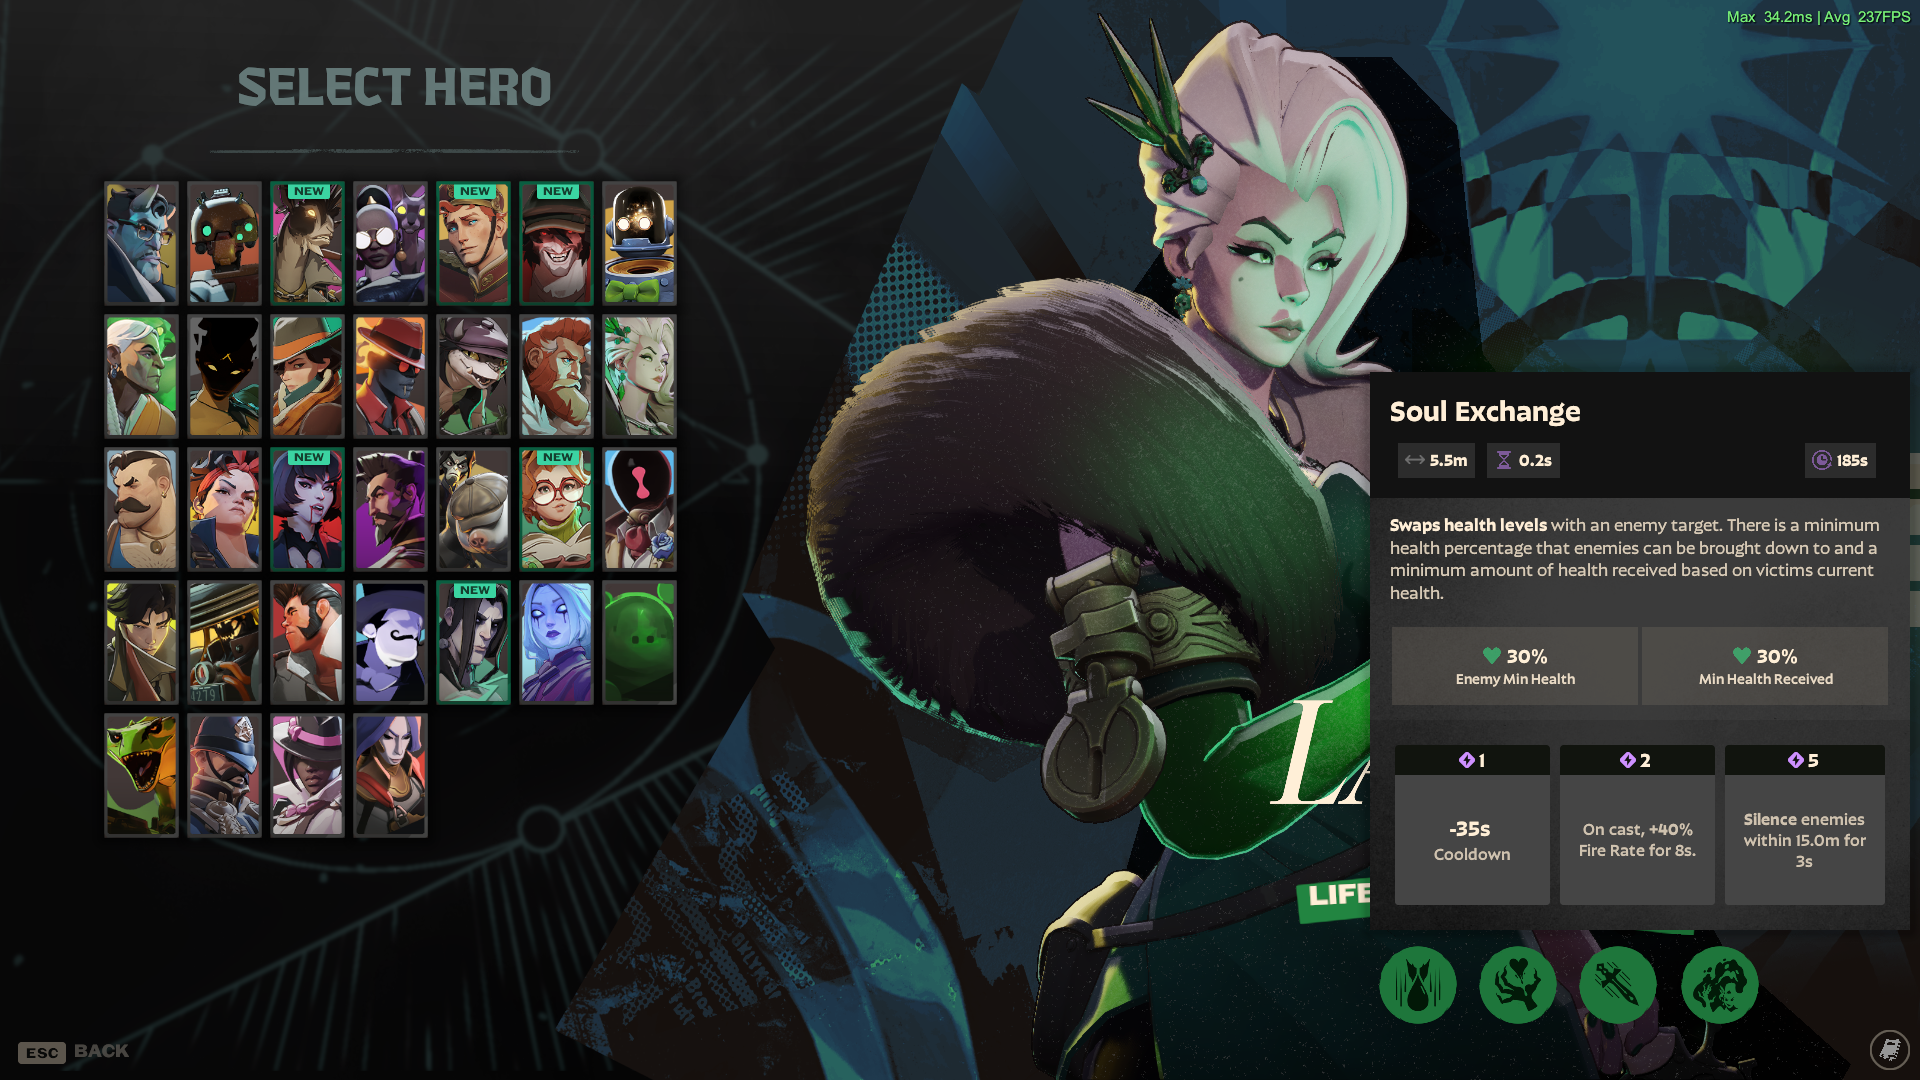 Max 34.2ms | Avg 237FPS
SELECT HERO
NEW
NEW
NEW
NEW
NEW
NEW
1279
ESC BACK
LA
LIFE
Soul Exchange
5.5m 0.2s 185s
Swaps health levels with an enemy target. There is a minimum
health percentage that enemies can be brought down to and a
minimum amount of health received based on victims current
health.
30% 30%
Enemy Min Health Min Health Received
1 2 5
-35s
Cooldown
On cast, +40%
Fire Rate for 8s.
Silence enemies
within 15.0m for
3s